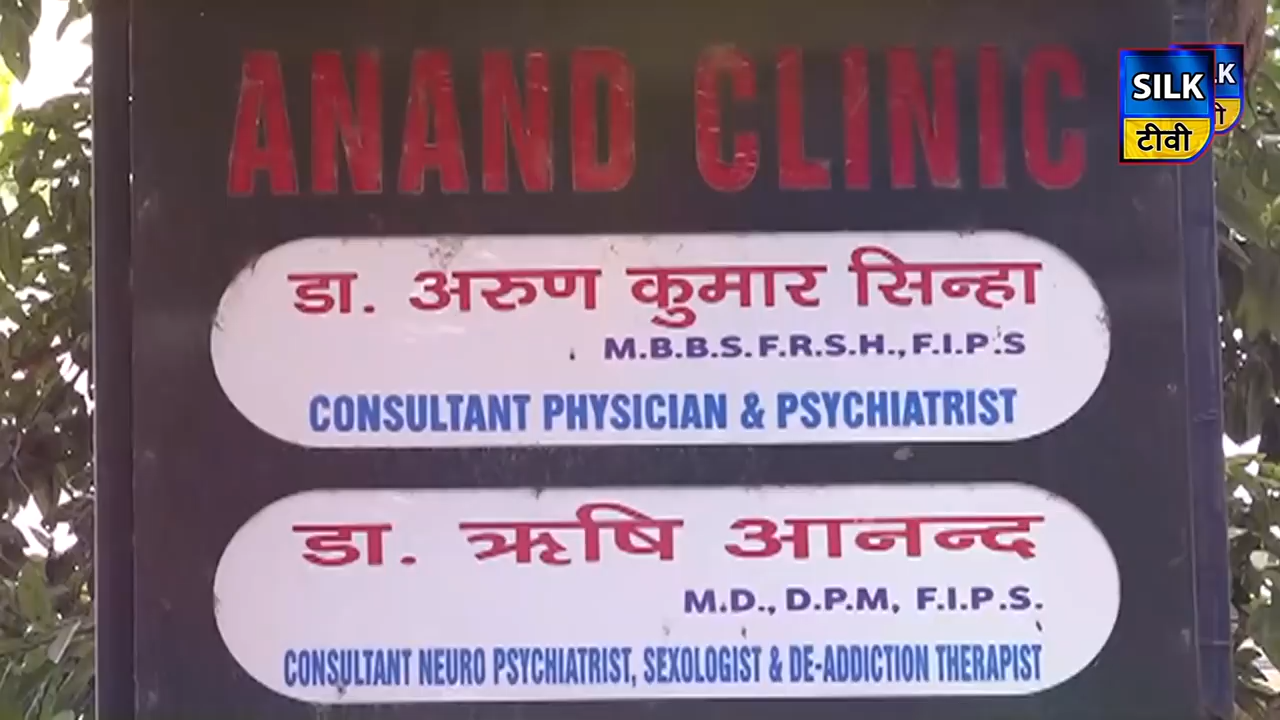 ANAND CLINIC
डा. अरुण कुमार सिन्हा
M.B.B.S. F.R.S.H., F.I.P.S
CONSULTANT PHYSICIAN & PSYCHIATRIST
डा. ऋषि आनन्द
M.D., D.P.M, F.I.P.S.
CONSULTANT NEURO PSYCHIATRIST, SEXOLOGIST & DE-ADDICTION THERAPIST
SILK
टीवी